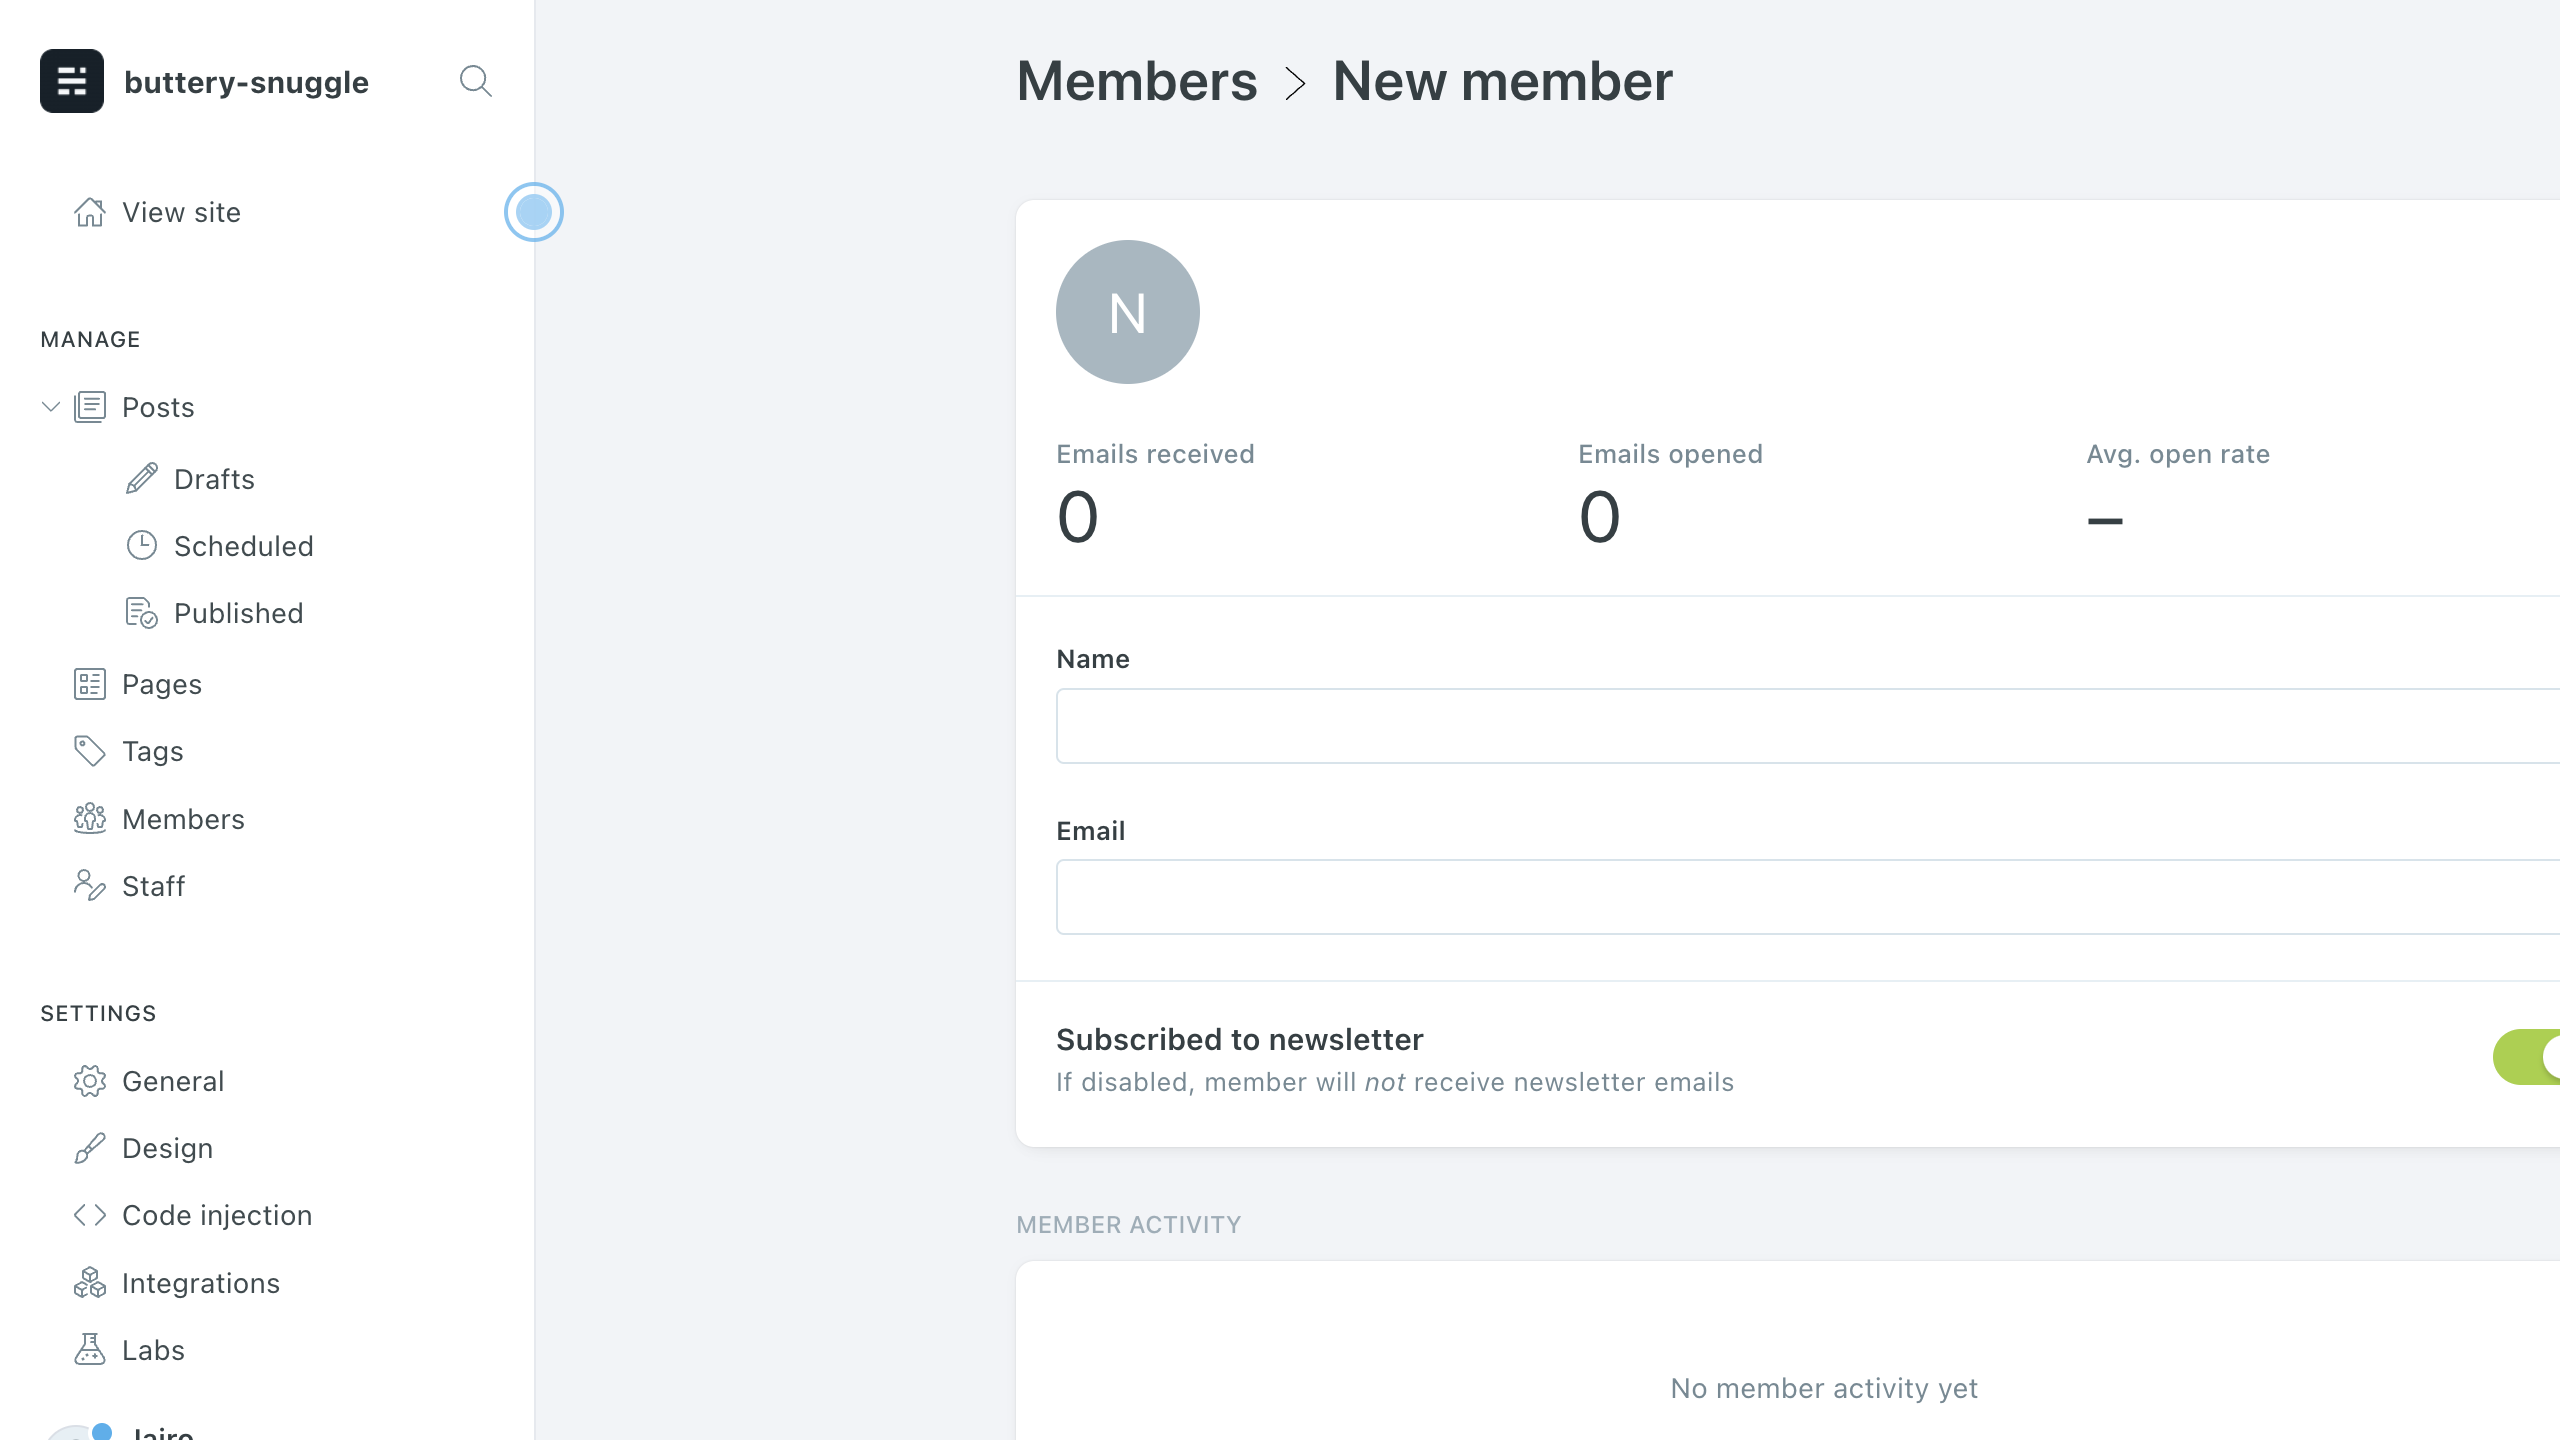 buttery-snuggle
View site
MANAGE
Posts
Drafts
Scheduled
Published
Pages
Tags
Members
Staff
SETTINGS
General
Design
Code injection
Integrations
Labs
Jairo
Members > New member
N
Emails received
0
Emails opened
0
Avg. open rate
–
Name
Email
Subscribed to newsletter
If disabled, member will not receive newsletter emails
MEMBER ACTIVITY
No member activity yet